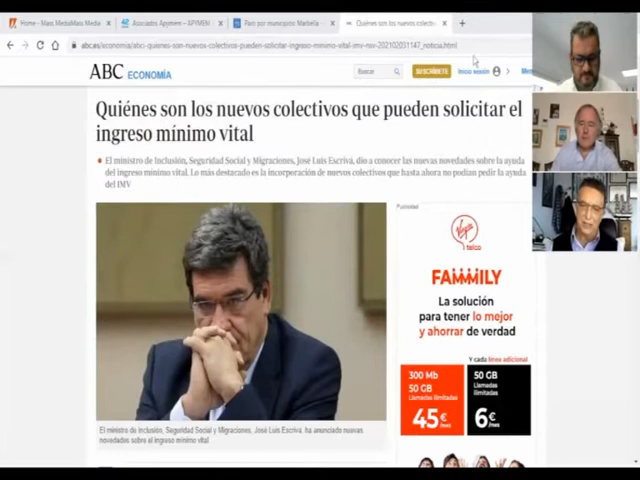 Home - Mass Media Mass Media
Asociados Apymem - APYMEM
Paro por municipios: Marbella
Quiénes son los nuevos colectiv
abc.es/economia/abci-quienes-son-nuevos-colectivos-pueden-solicitar-ingreso-minimo-vital-imv-nsv-202102031147_noticia.html
ABC ECONOMÍA
Buscar
SUSCRÍBETE
Inicio sesión
Quiénes son los nuevos colectivos que pueden solicitar el
ingreso mínimo vital
El ministro de Inclusión, Seguridad Social y Migraciones, José Luis Escrivá, dio a conocer las nuevas novedades sobre la ayuda
del ingreso mínimo vital. Lo más destacado es la incorporación de nuevos colectivos que hasta ahora no podían pedir la ayuda
del IMV
Publicidad
Virgin
telco
FAMMMILY
La solución
para tener lo mejor
y ahorrar de verdad
Y cada línea adicional
300 Mb
50 GB
Llamadas ilimitadas
45€
/mes
50 GB
Llamadas
ilimitadas
6€
/mes
El ministro de Inclusión, Seguridad Social y Migraciones, José Luis Escrivá, ha anunciado nuevas
novedades sobre el ingreso mínimo vital